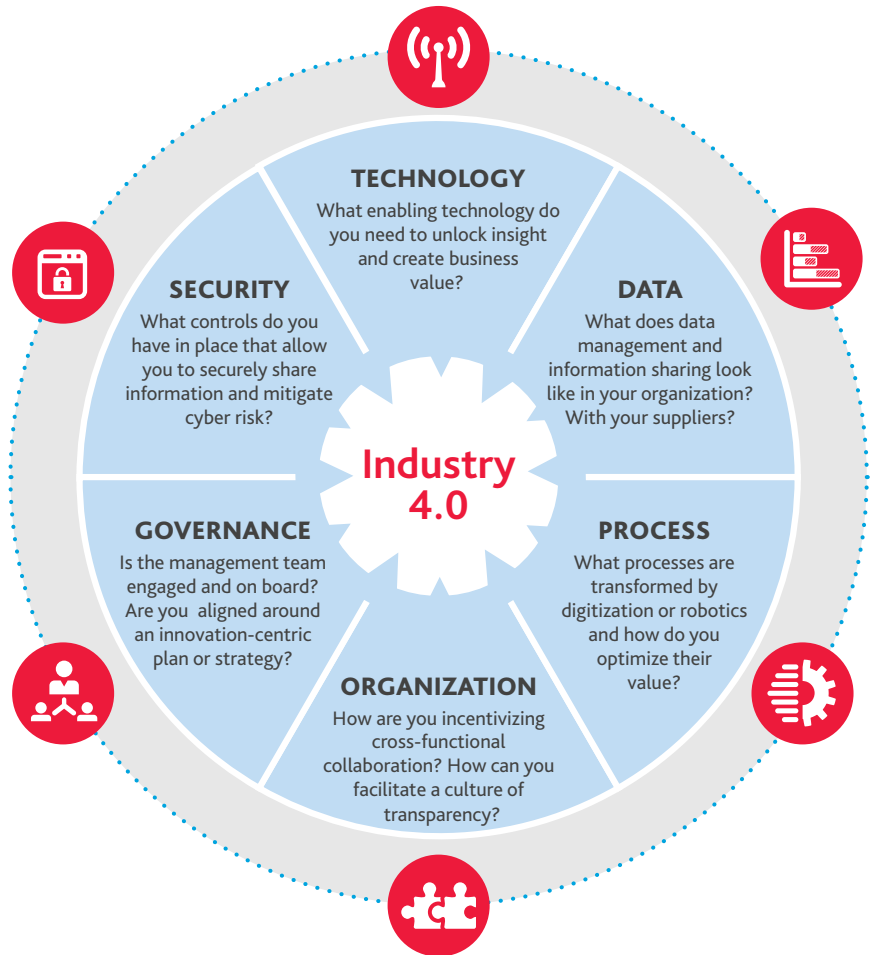 TECHNOLOGY
What enabling technology do
you need to unlock insight
and create business
value?
DATA
What does data
management and
information sharing look
like in your organization?
With your suppliers?
PROCESS
What processes are
transformed by
digitization or robotics
and how do you
optimize their
value?
ORGANIZATION
How are you incentivizing
cross-functional
collaboration? How can you
facilitate a culture of
transparency?
GOVERNANCE
Is the management team
engaged and on board?
Are you aligned around
an innovation-centric
plan or strategy?
SECURITY
What controls do you
have in place that allow
you to securely share
information and mitigate
cyber risk?
Industry
4.0